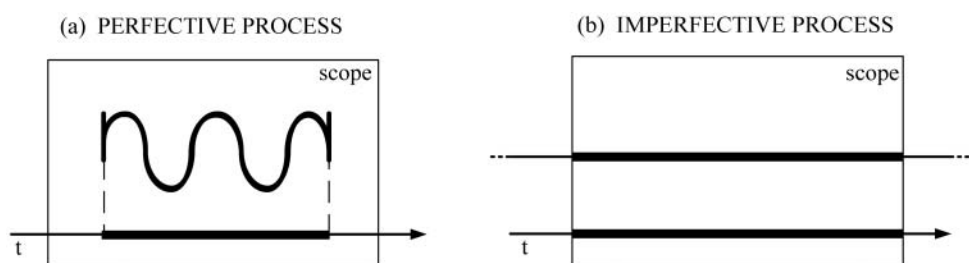 (a) PERFECTIVE PROCESS
scope
t
(b) IMPERFECTIVE PROCESS
scope
t